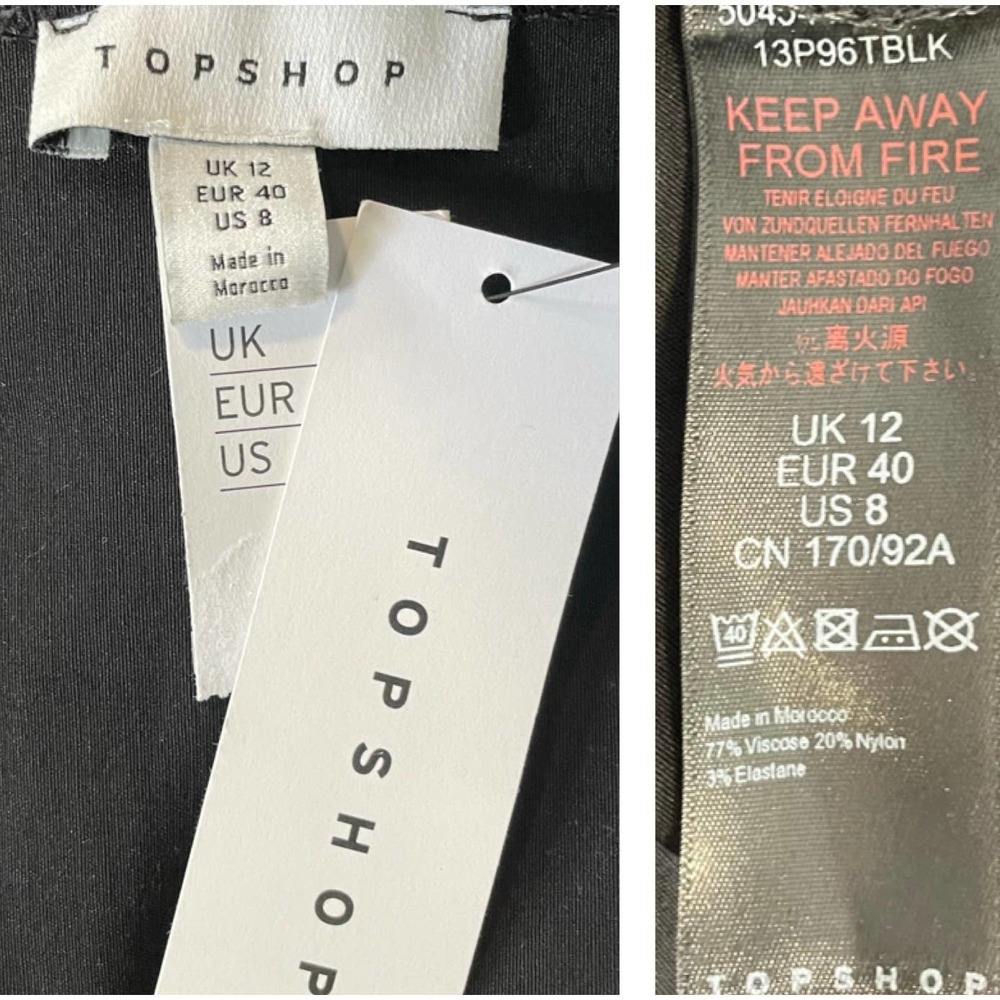 TOPSHOP
UK 12
EUR 40
US 8
Made in
Morocco
UK
EUR
US
TOPSHOP
13P96TBLK
KEEP AWAY
FROM FIRE
TENIR ELOIGNE DU FEU
VON ZUNDQUELLEN FERNHALTEN
MANTENER ALEJADO DEL FUEGO
MANTER AFASTADO DO FOGO
JAUHKAN DARI API
离火源
火気から遠ざけて下さい
UK 12
EUR 40
US 8
CN 170/92A
40
Made in Morocco
77% Viscose 20% Nylon
3% Elastane
TOPSHOP